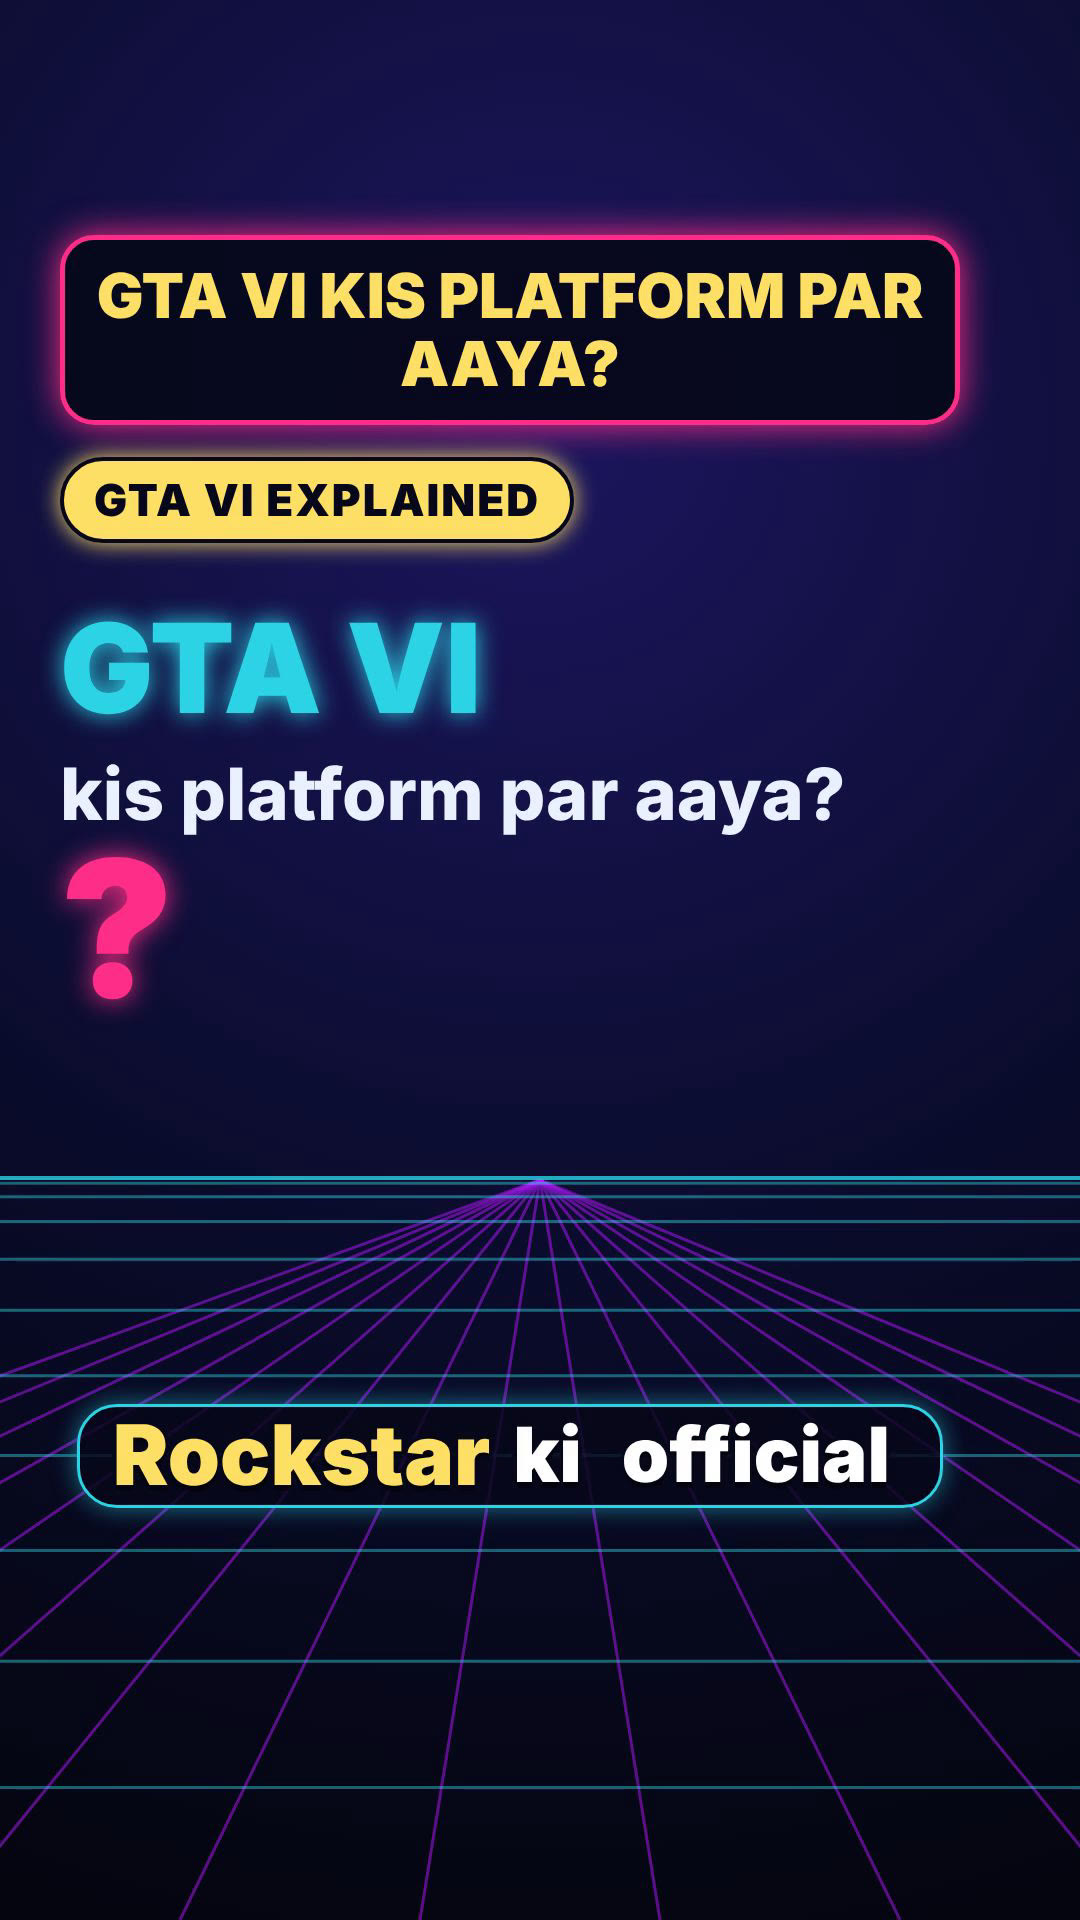 GTA VI KIS PLATFORM PAR
AAYA?
GTA VI EXPLAINED
GTA VI
kis platform par aaya?
?
Rockstar ki official